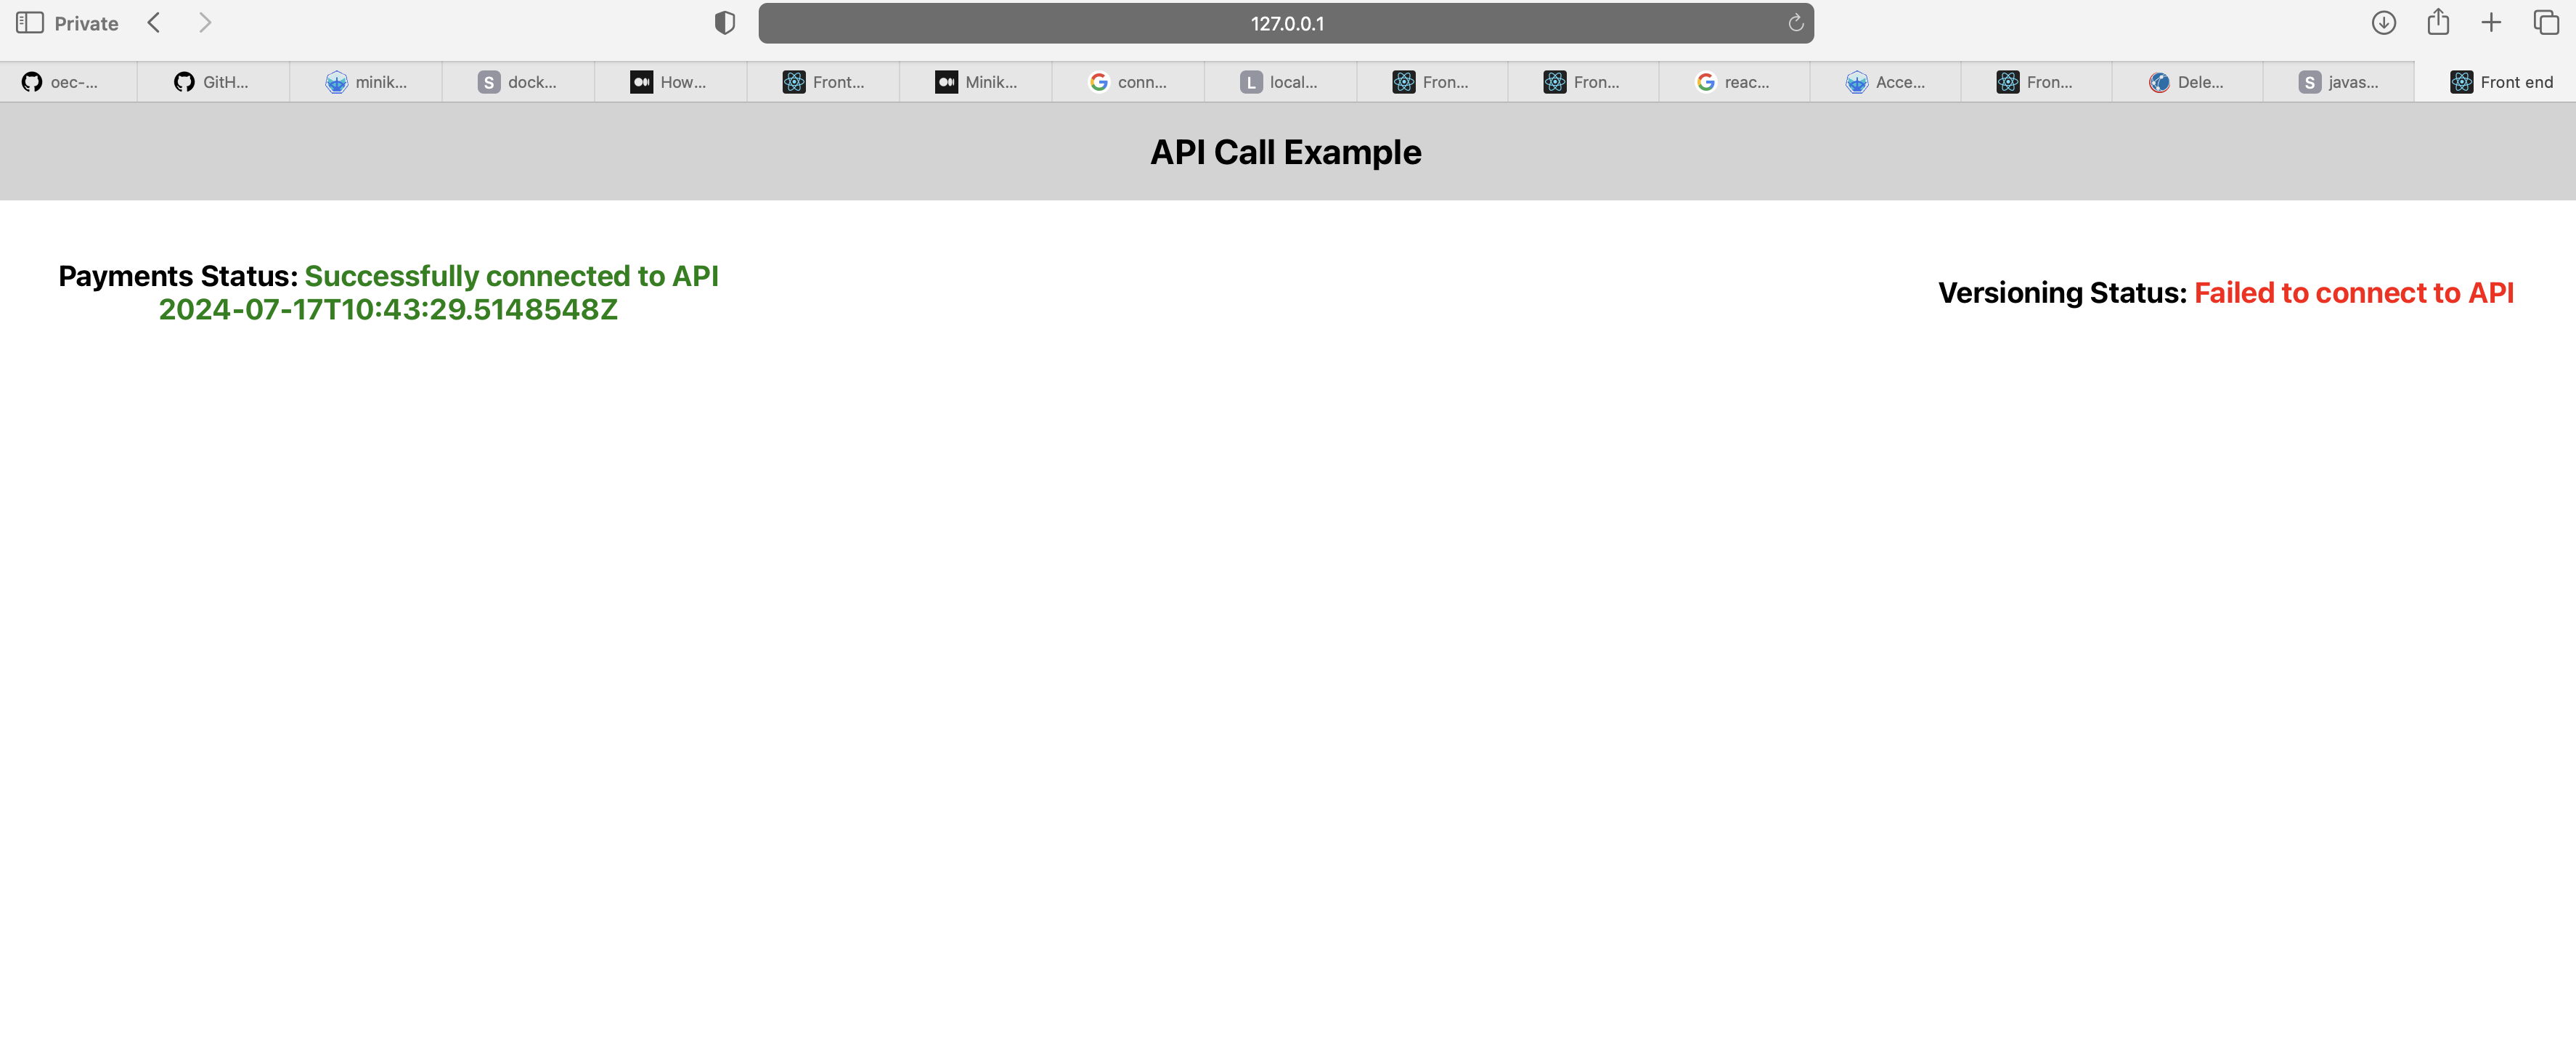 Private
127.0.0.1
oec-...
GitH...
minik...
S dock...
How...
Front...
Minik...
conn...
L local...
Fron...
Fron...
reac...
Acce...
Fron...
Dele...
S javas...
Front end
API Call Example
Payments Status: Successfully connected to API
2024-07-17T10:43:29.5148548Z
Versioning Status: Failed to connect to API